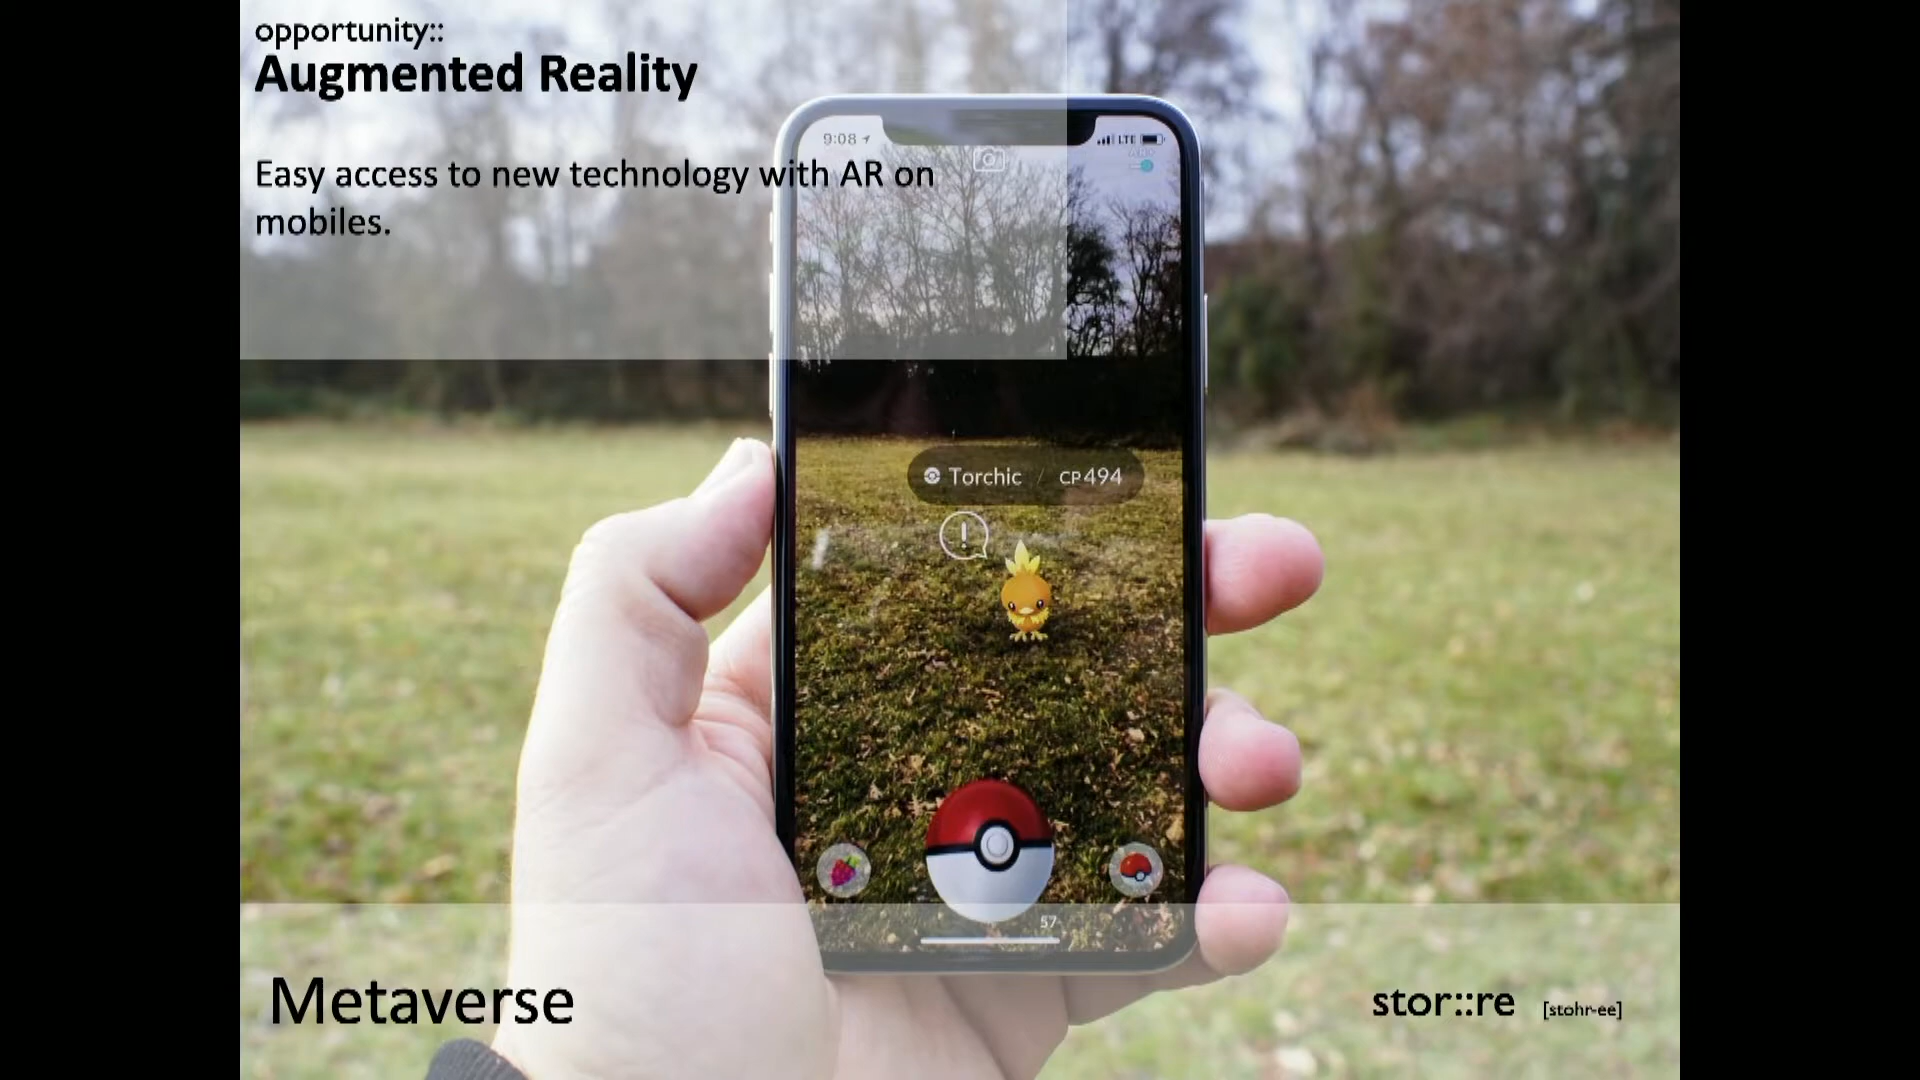 opportunity::
Augmented Reality
Easy access to new technology with AR on
mobiles.
9:08
LTE
Torchic / CP494
!
57
Metaverse
stor::re [stohr-ee]